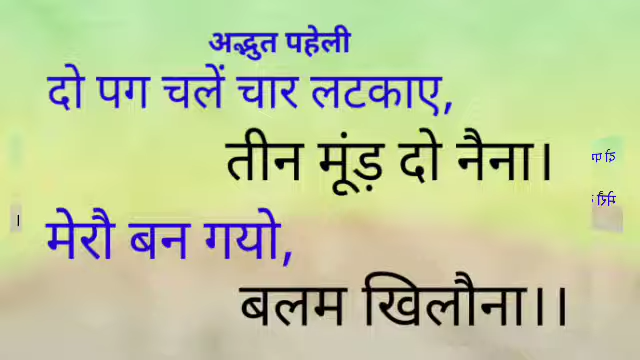 अद्भुत पहेली
दो पग चलें चार लटकाए,
तीन मूंड़ दो नैना।
मेरौ बन गयो,
बलम खिलौना।।